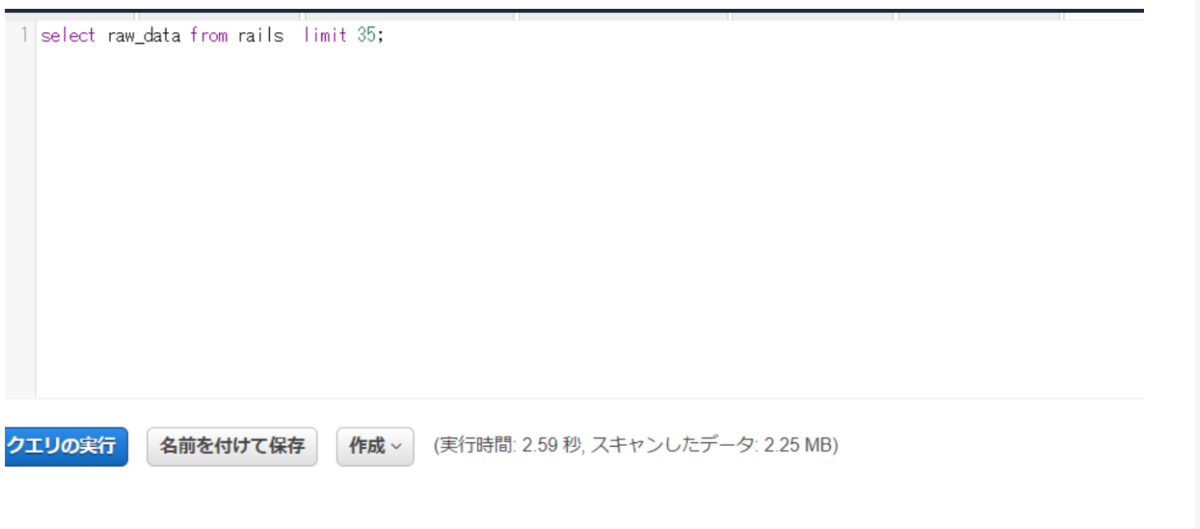 1 select raw_data from rails  limit 35;
クエリの実行 名前を付けて保存 作成 (実行時間: 2.59 秒, スキャンしたデータ: 2.25 MB)